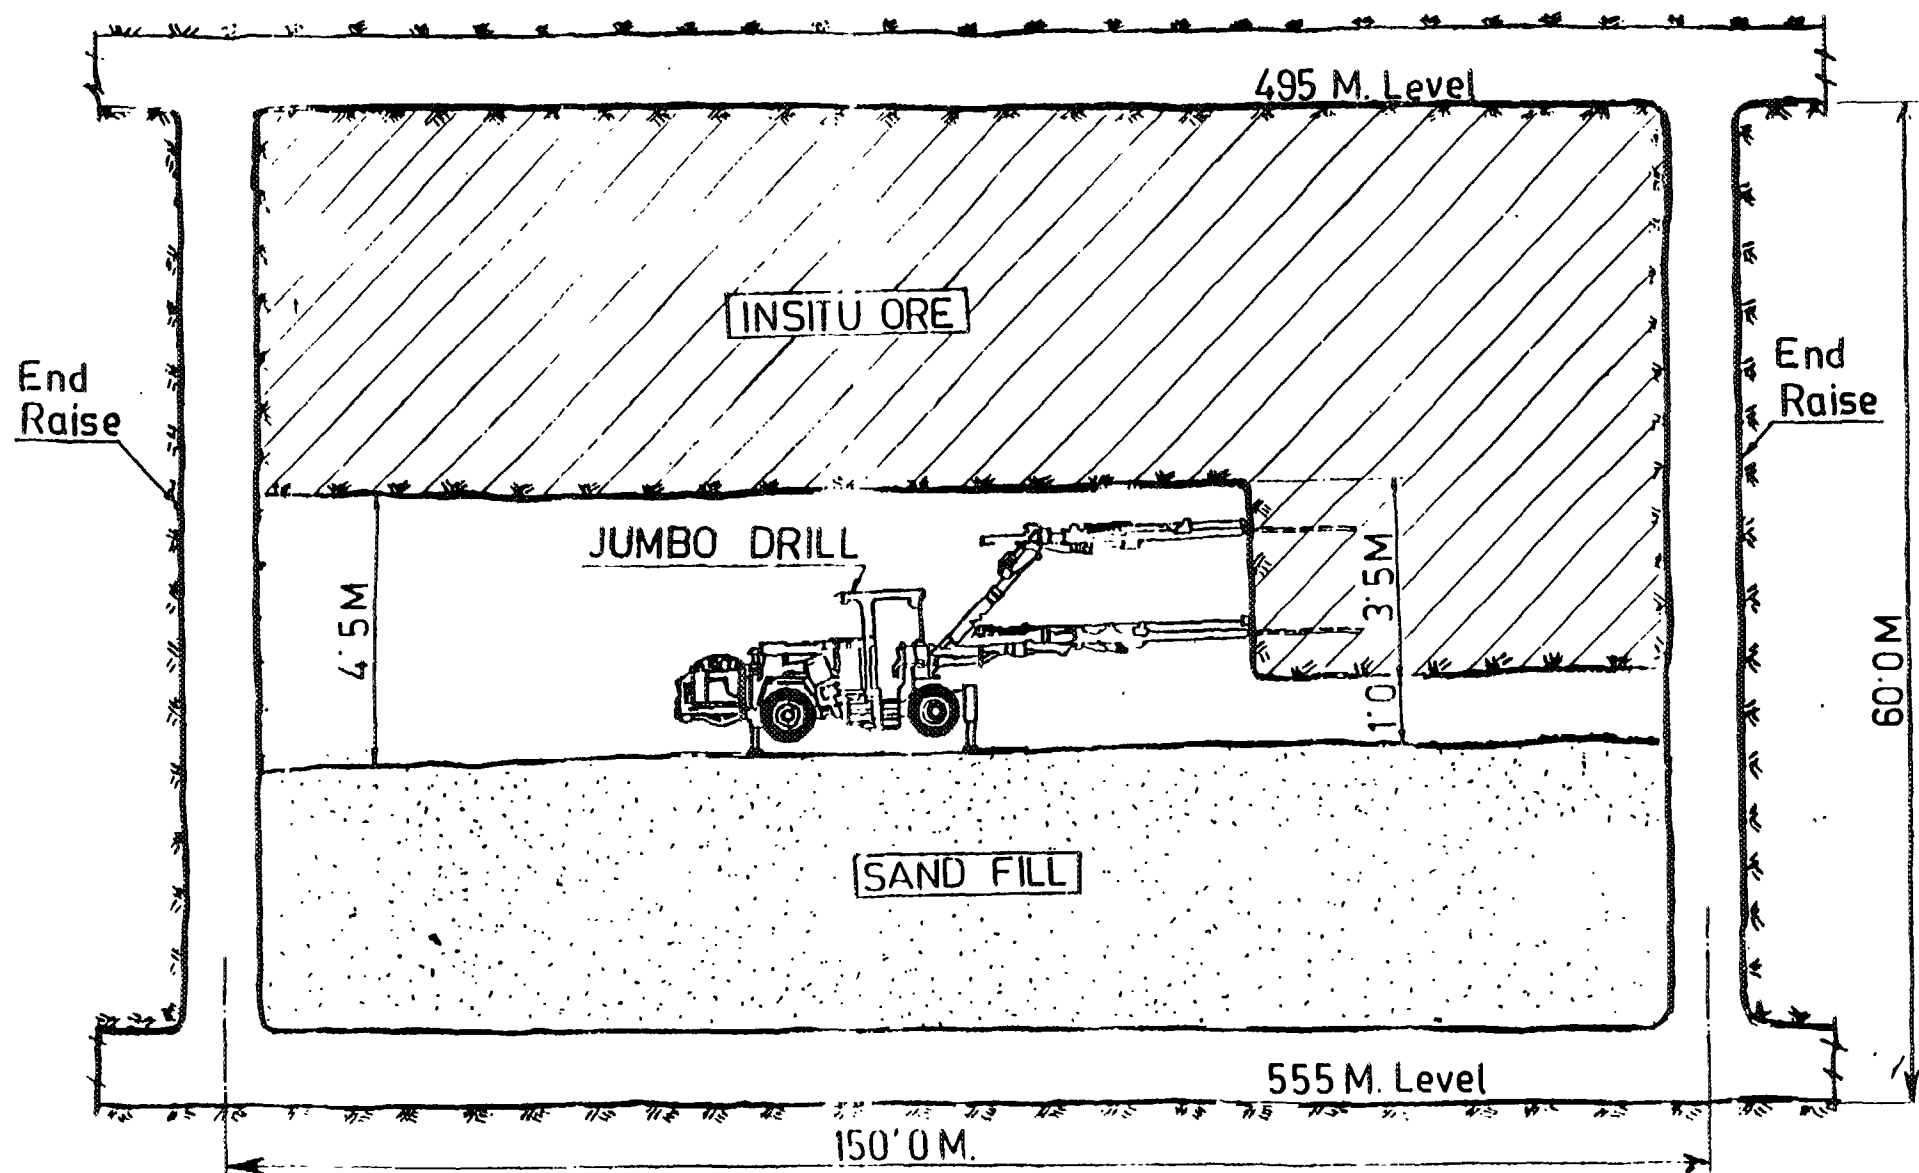 495 M. Level
INSITU ORE
End
Raise
End
Raise
JUMBO DRILL
4·5M
3·5M
1·0
60·0M
SAND FILL
555 M. Level
150·0 M.